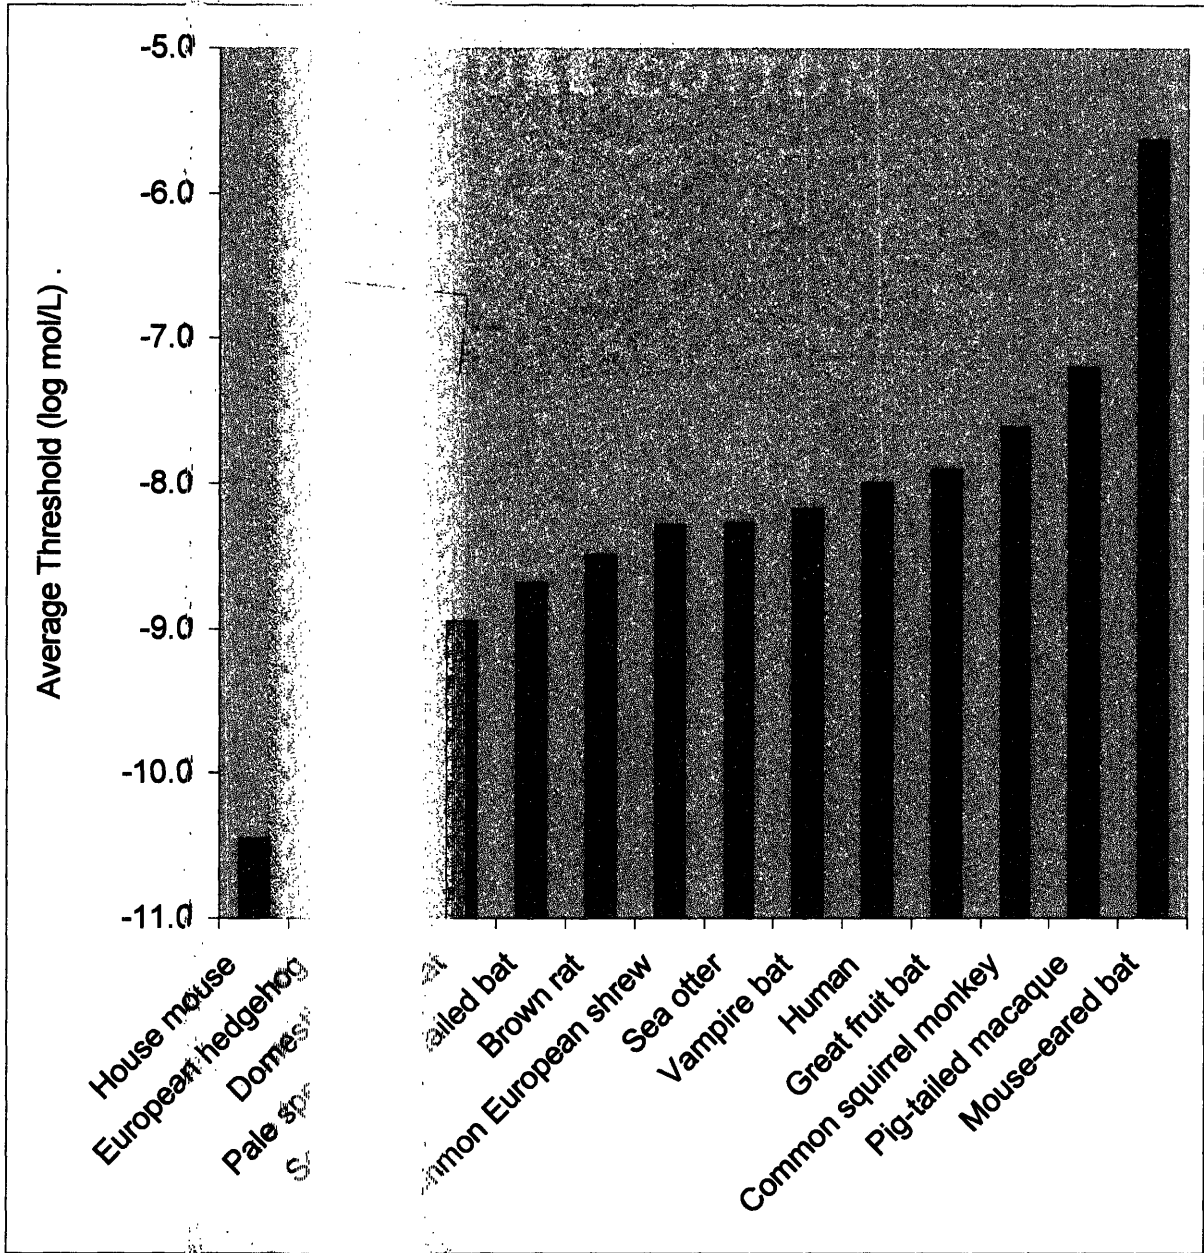 Average Threshold (log mol/L) .
-5.0
-6.0
-7.0
-8.0
-9.0
-10.0
-11.0
House mouse
European hedgehog
Pale
Brown rat
European shrew
Sea otter
Vampire bat
Human
Great fruit bat
Common squirrel monkey
Pig-tailed macaque
Mouse-eared bat